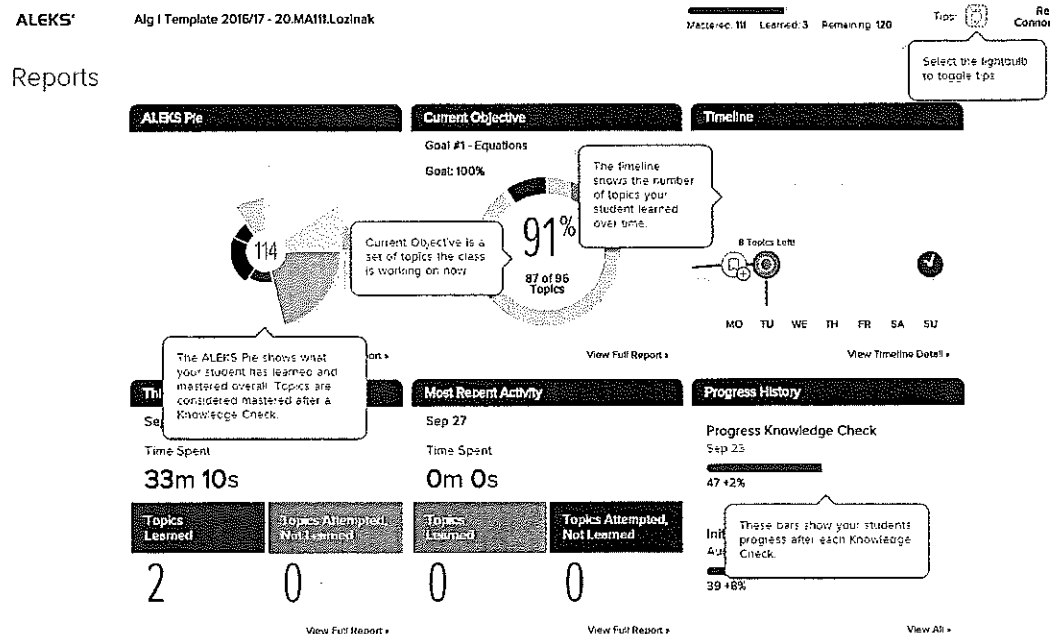 ALEKS®
Alg I Template 2016/17 - 20.MA111.Lozinak
Mastered: 111 Learned: 3 Remaining: 120
Tips:
Re
Connor
Select the lightbulb
to toggle tips
Reports
ALEKS Pie
114
The ALEKS Pie shows what
your student has learned and
mastered overall. Topics are
considered mastered after a
Knowledge Check.
ort »
Current Objective
Goal #1 - Equations
Goal: 100%
91%
87 of 96
Topics
Current Objective is a
set of topics the class
is working on now
View Full Report »
Timeline
The timeline
shows the number
of topics your
student learned
over time.
8 Topics Left
MO TU WE TH FR SA SU
View Timeline Detail »
Th
Se
Time Spent
33m 10s
Topics
Learned
2
Topics Attempted,
Not Learned
0
View Full Report »
Most Recent Activity
Sep 27
Time Spent
0m 0s
Topics
Learned
0
Topics Attempted,
Not Learned
0
View Full Report »
Progress History
Progress Knowledge Check
Sep 23
47 +2%
These bars show your students
progress after each Knowledge
Check.
Init
Au
39 +8%
View All »